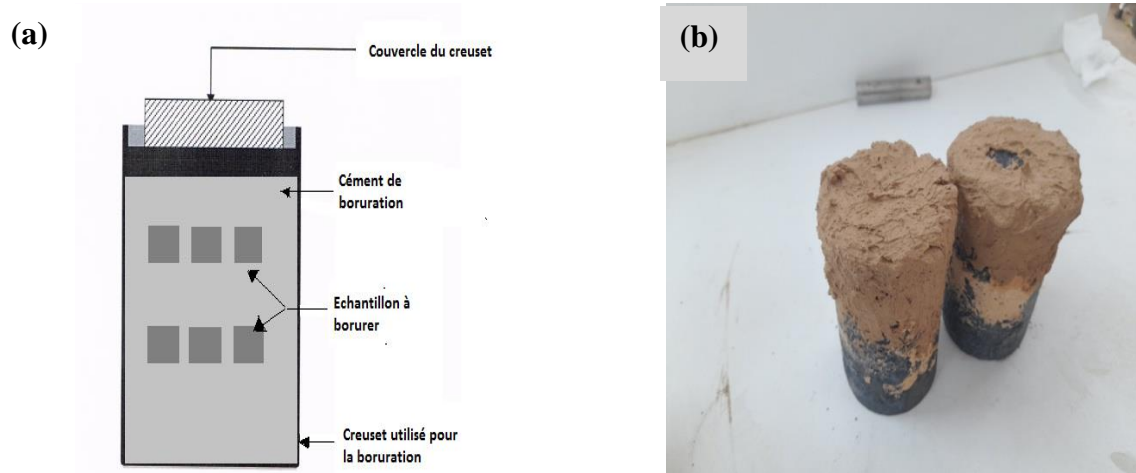 (a)
Couvercle du creuset
Cément de
boruration
Echantillon à
borurer
Creuset utilisé pour
la boruration
(b)